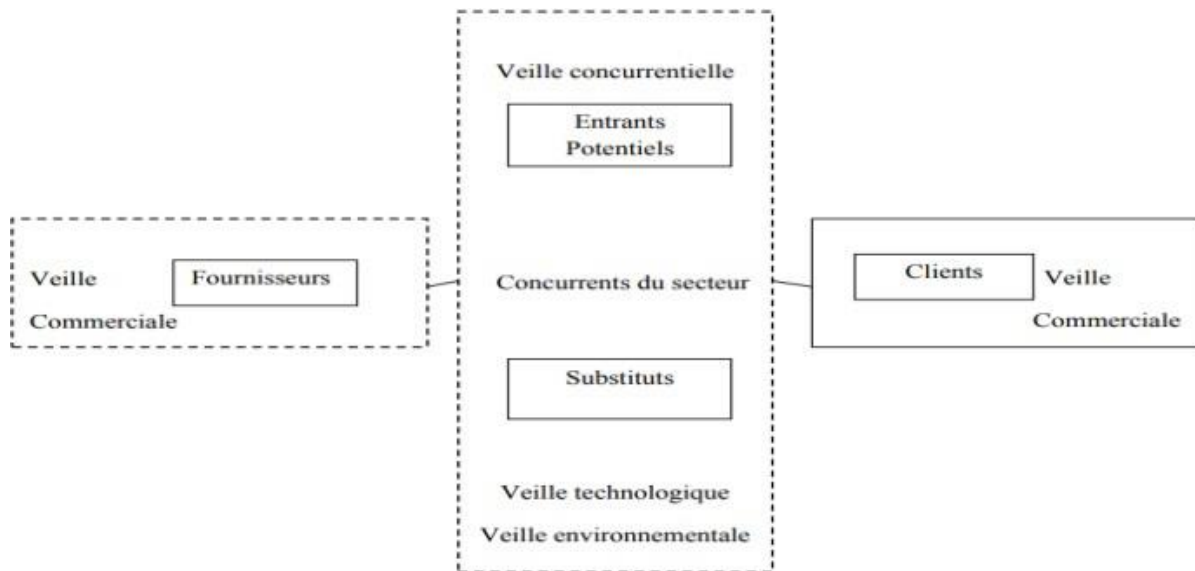 Veille concurrentielle
Entrants
Potentiels
Veille
Fournisseurs
Commerciale
Concurrents du secteur
Clients
Veille
Commerciale
Substituts
Veille technologique
Veille environnementale